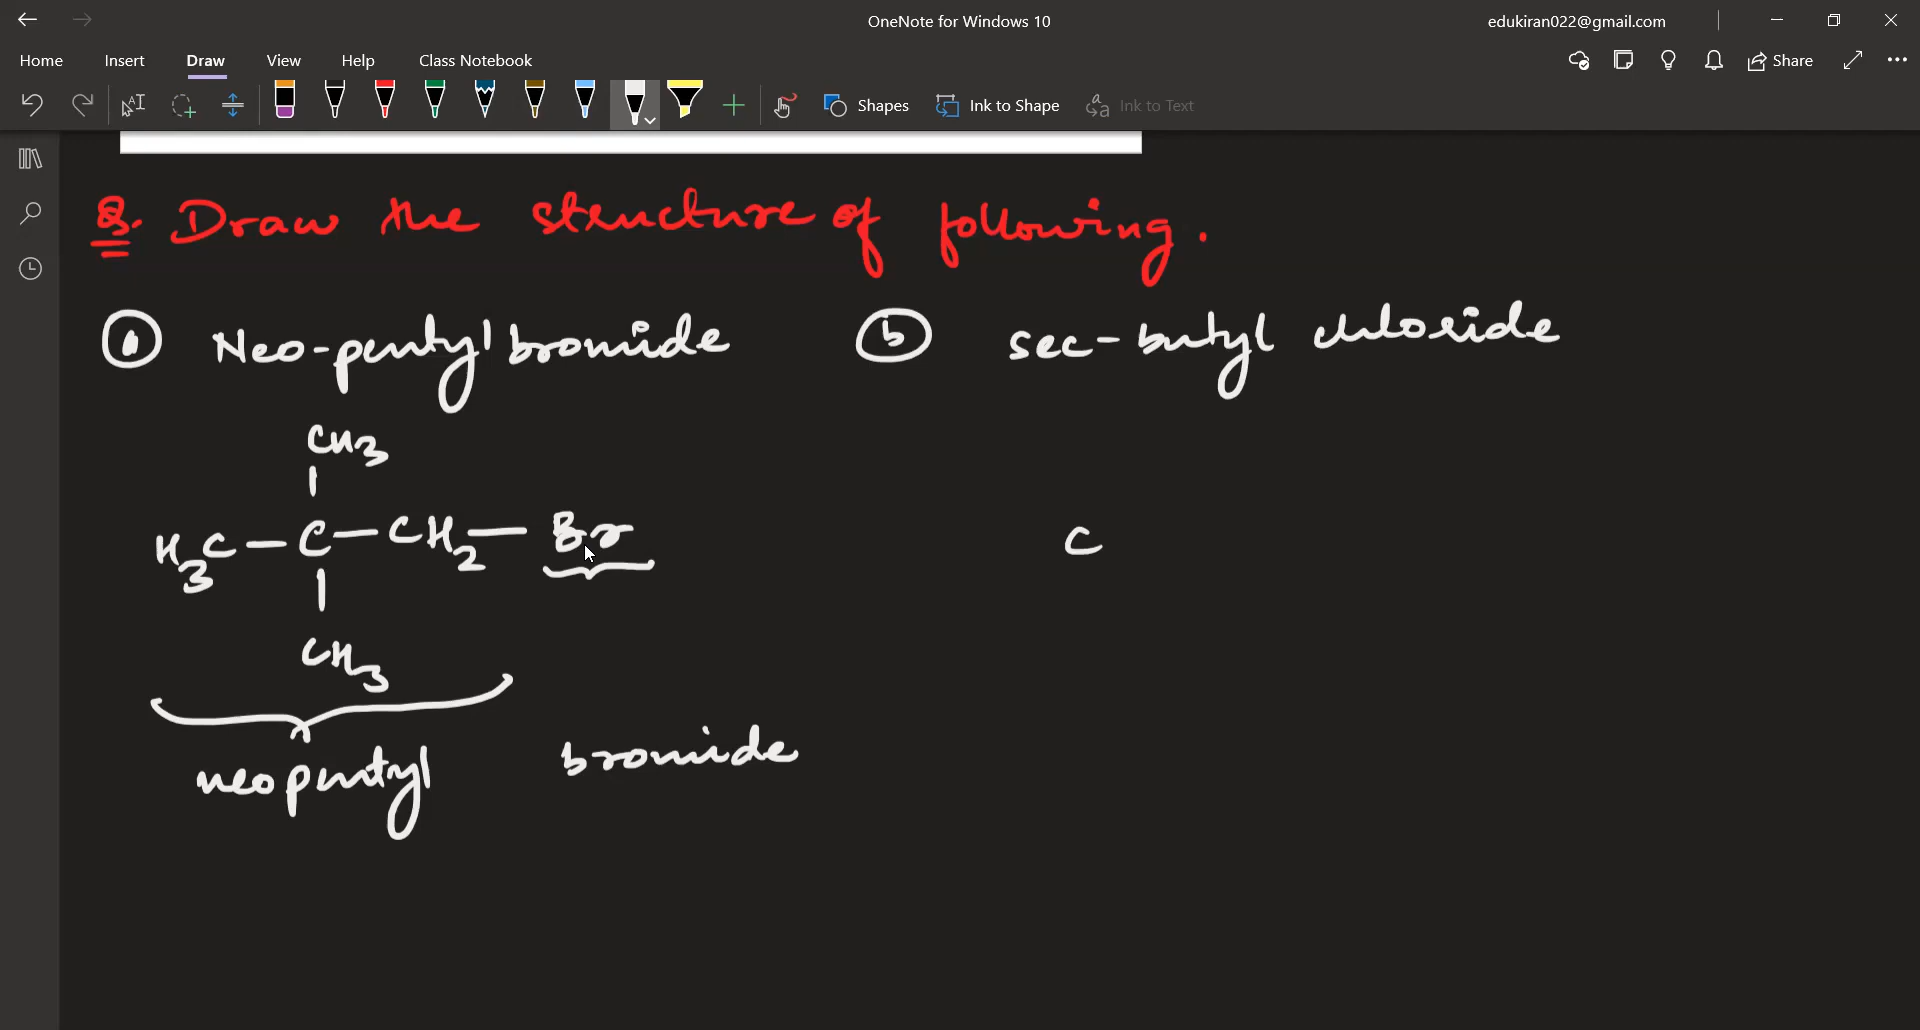 OneNote for Windows 10
edukiran022@gmail.com
Home Insert Draw View Help Class Notebook
Share
Shapes Ink to Shape Ink to Text
Q. Draw the structure of following.
a Neo-pentyl bromide b sec-butyl chloride
CH3
|
H3C—C—CH2—Br
C
|
CH3
neopentyl bromide